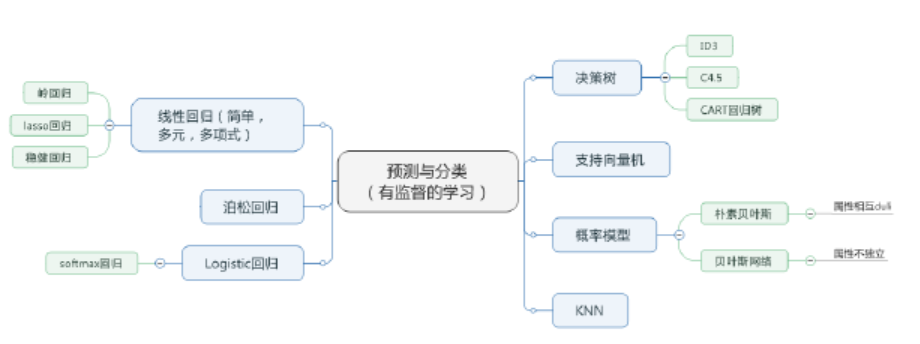 预测与分类
（有监督的学习）
线性回归（简单，
多元，多项式）
岭回归
lasso回归
稳健回归
泊松回归
Logistic回归
softmax回归
决策树
ID3
C4.5
CART回归树
支持向量机
概率模型
朴素贝叶斯
属性相互duli
贝叶斯网络
属性不独立
KNN